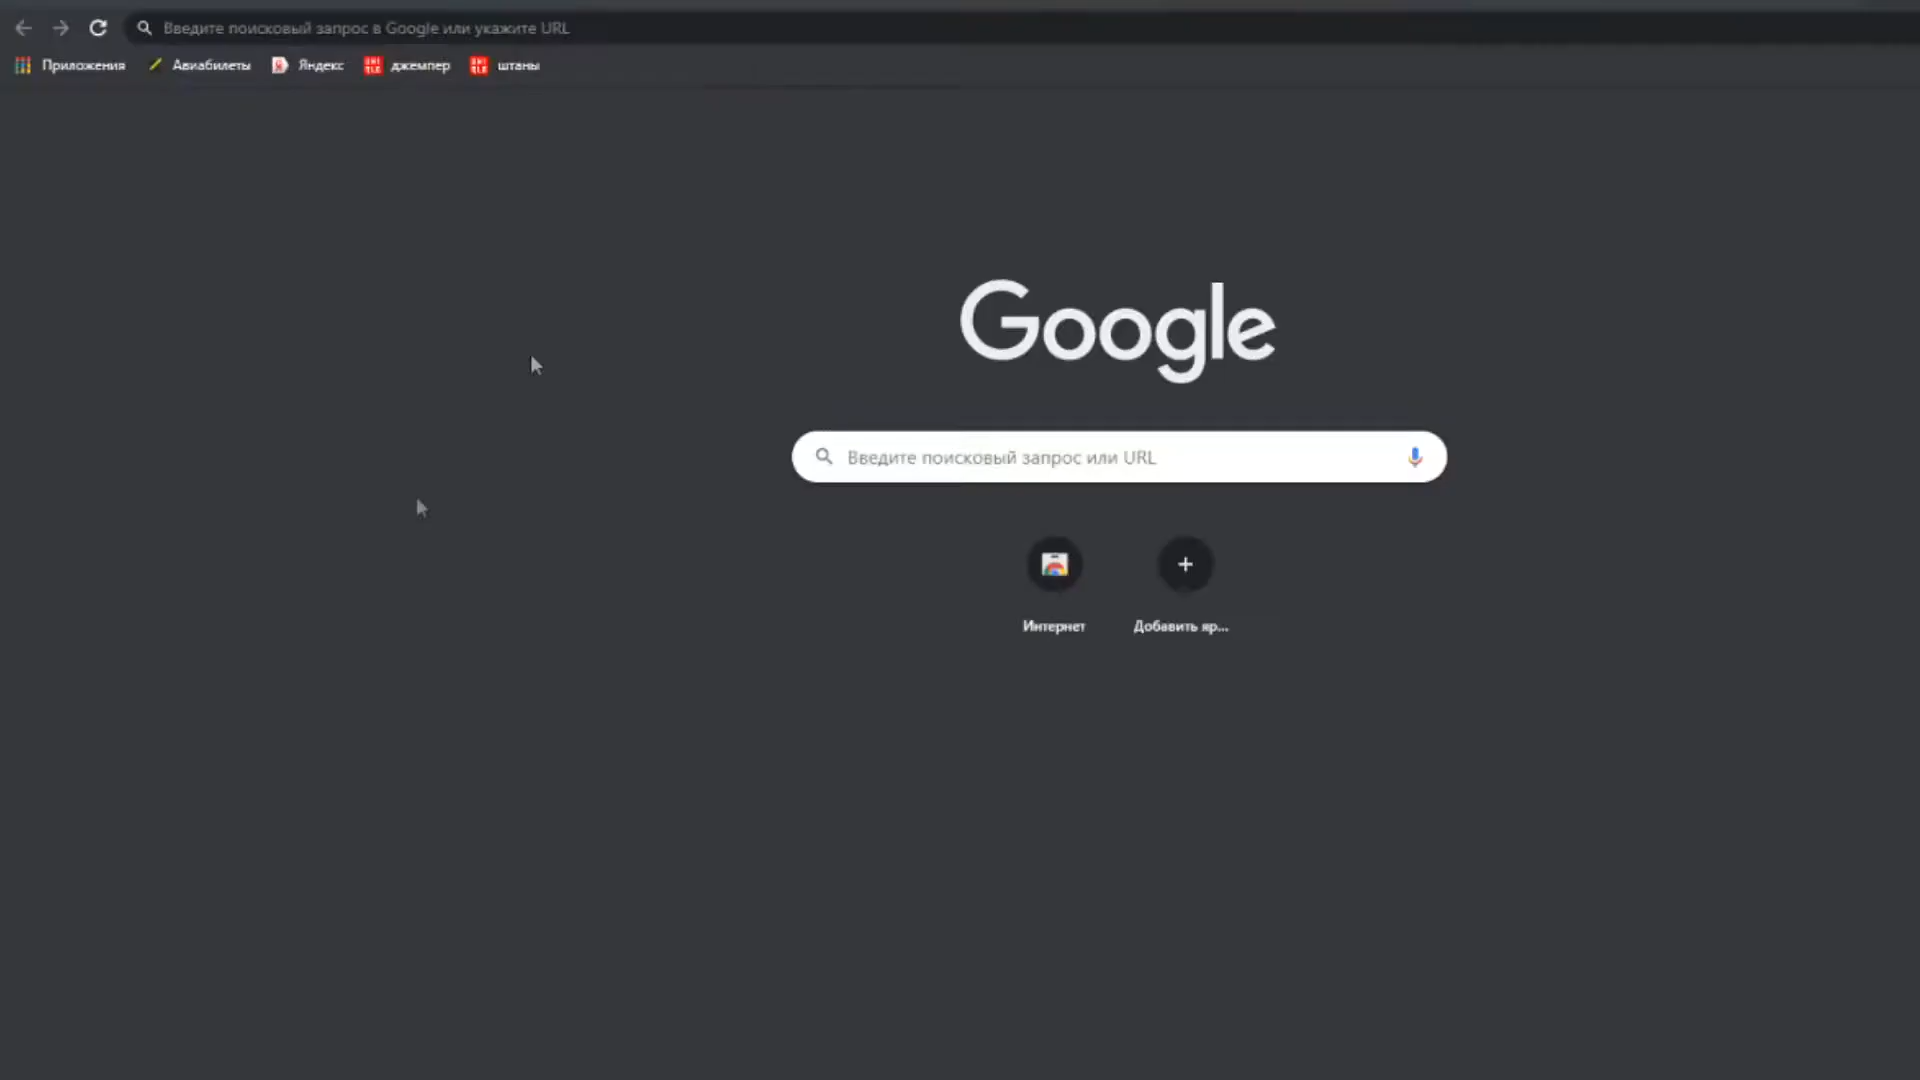 Введите поисковый запрос в Google или укажите URL
Приложения Авиабилеты Яндекс джемпер штаны
Google
Введите поисковый запрос или URL
Интернет Добавить яр...